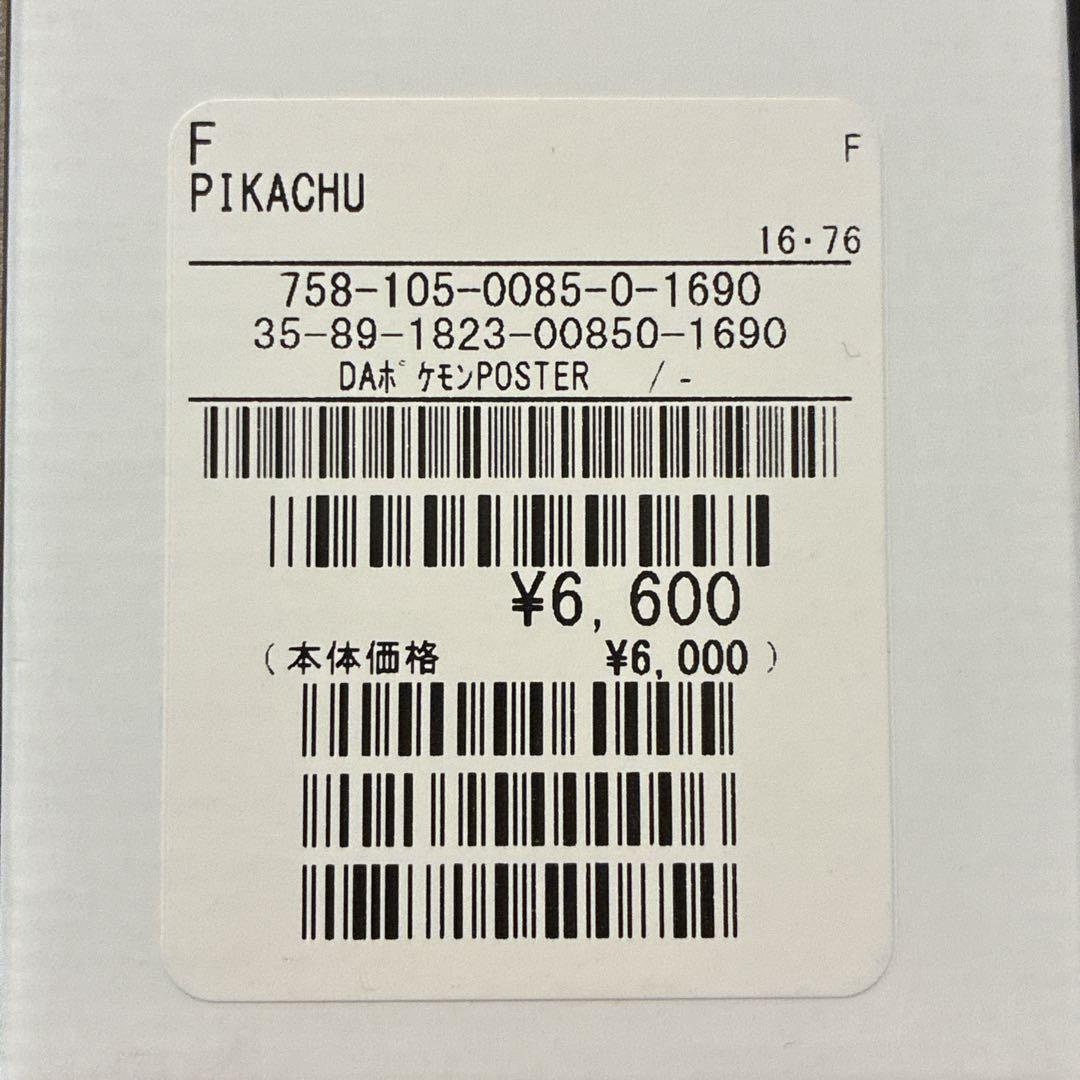 F F
PIKACHU
16・76
758-105-0085-0-1690
35-89-1823-00850-1690
DAﾎﾟｹﾓﾝPOSTER / -
¥6,600
(本体価格 ¥6,000)